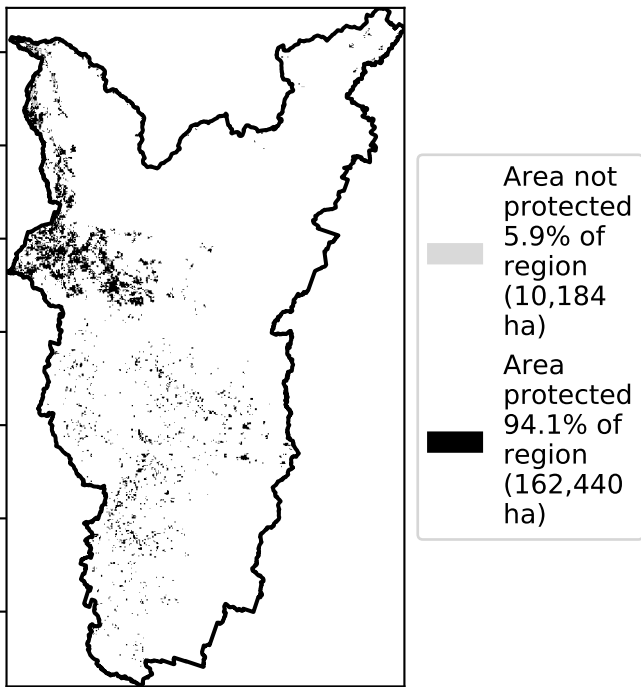 Area not
protected
5.9% of
region
(10,184
ha)
Area
protected
94.1% of
region
(162,440
ha)